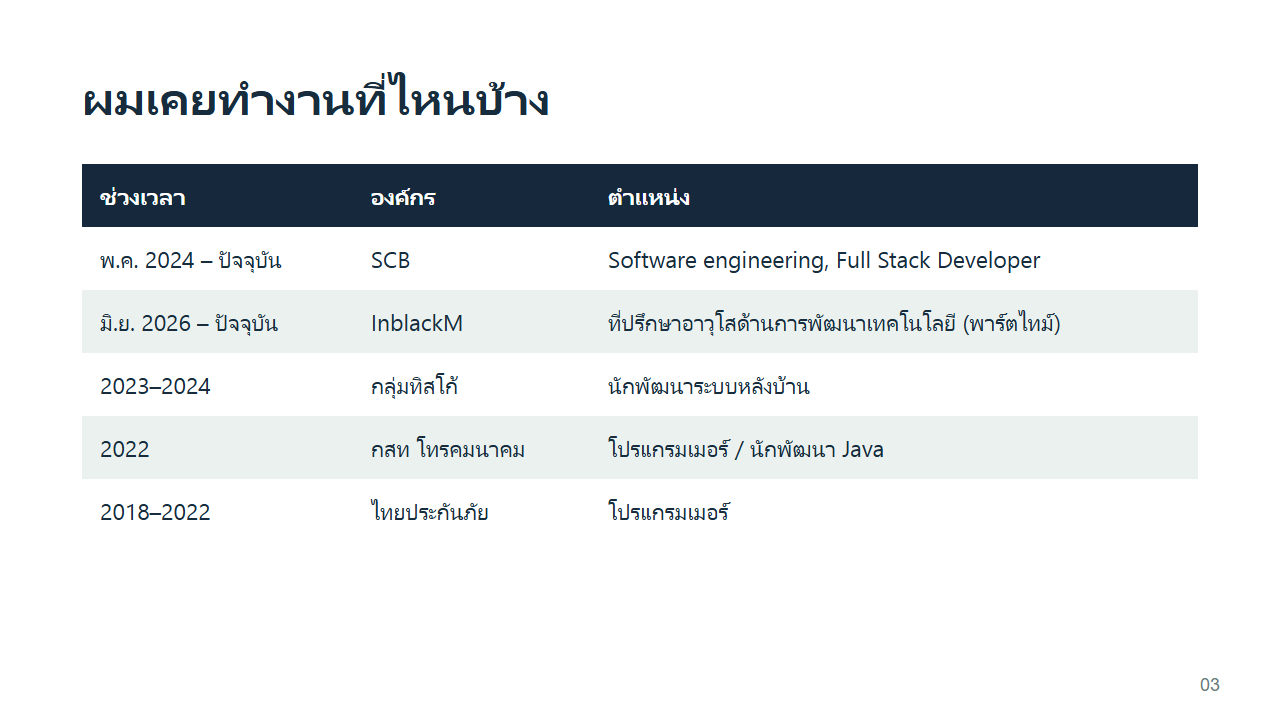 ผมเคยทำงานที่ไหนบ้าง
ช่วงเวลา องค์กร ตำแหน่ง
พ.ค. 2024 – ปัจจุบัน SCB Software engineering, Full Stack Developer
มิ.ย. 2026 – ปัจจุบัน InblackM ที่ปรึกษาอาวุโสด้านการพัฒนาเทคโนโลยี (พาร์ตไทม์)
2023–2024 กลุ่มทิสโก้ นักพัฒนาระบบหลังบ้าน
2022 กสท โทรคมนาคม โปรแกรมเมอร์ / นักพัฒนา Java
2018–2022 ไทยประกันภัย โปรแกรมเมอร์
03